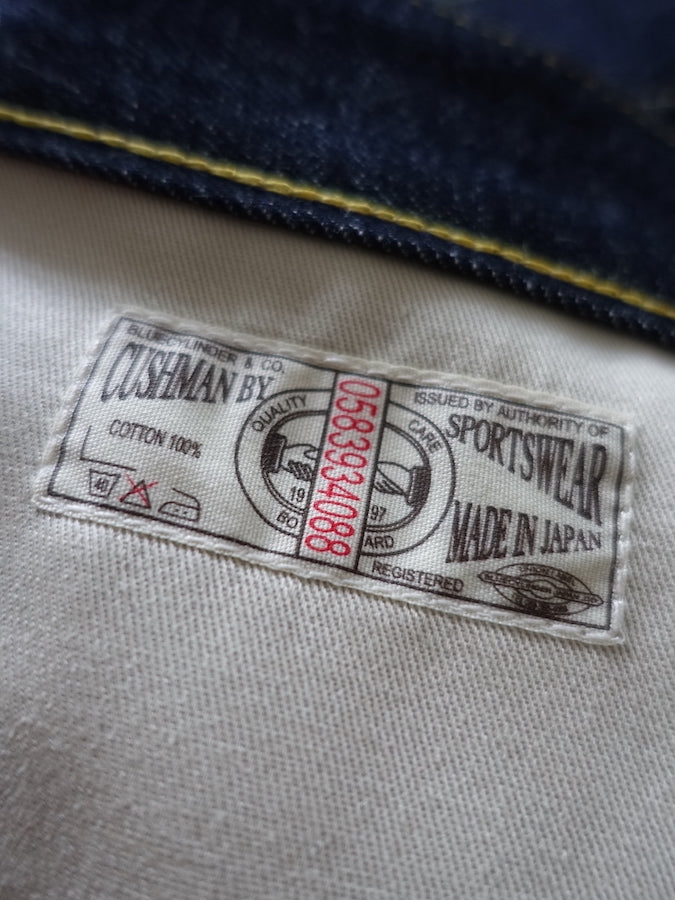 BLUECYLINDER & CO.
CUSHMAN BY
COTTON 100%
40
QUALITY
CARE
19
97
BO
ARD
0583934088
REGISTERED
ISSUED BY AUTHORITY OF
SPORTSWEAR
MADE IN JAPAN